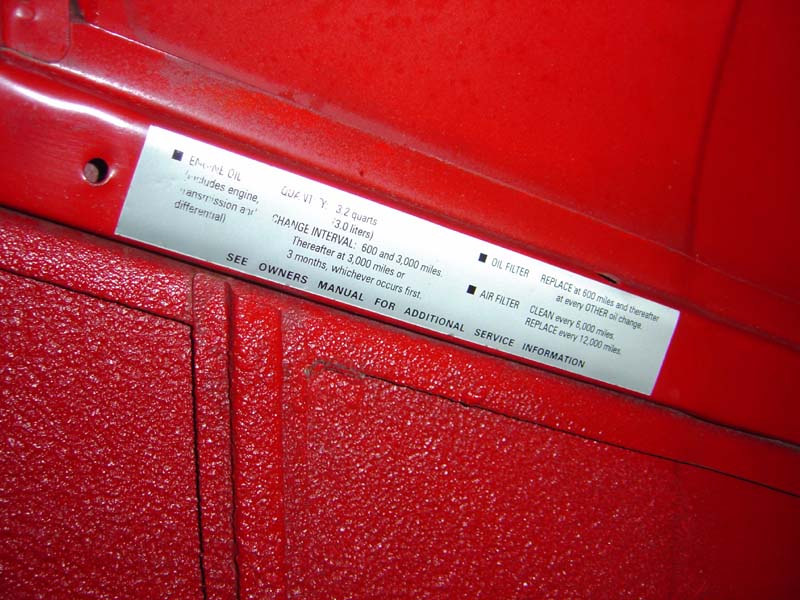 ■ ENGINE OIL
(includes engine,
transmission and
differential)
QUANTITY: 3.2 quarts
(3.0 liters)
CHANGE INTERVAL: 600 and 3,000 miles.
Thereafter at 3,000 miles or
3 months, whichever occurs first.
■ OIL FILTER REPLACE at 600 miles and thereafter
at every OTHER oil change.
■ AIR FILTER CLEAN every 6,000 miles.
REPLACE every 12,000 miles.
SEE OWNERS MANUAL FOR ADDITIONAL SERVICE INFORMATION